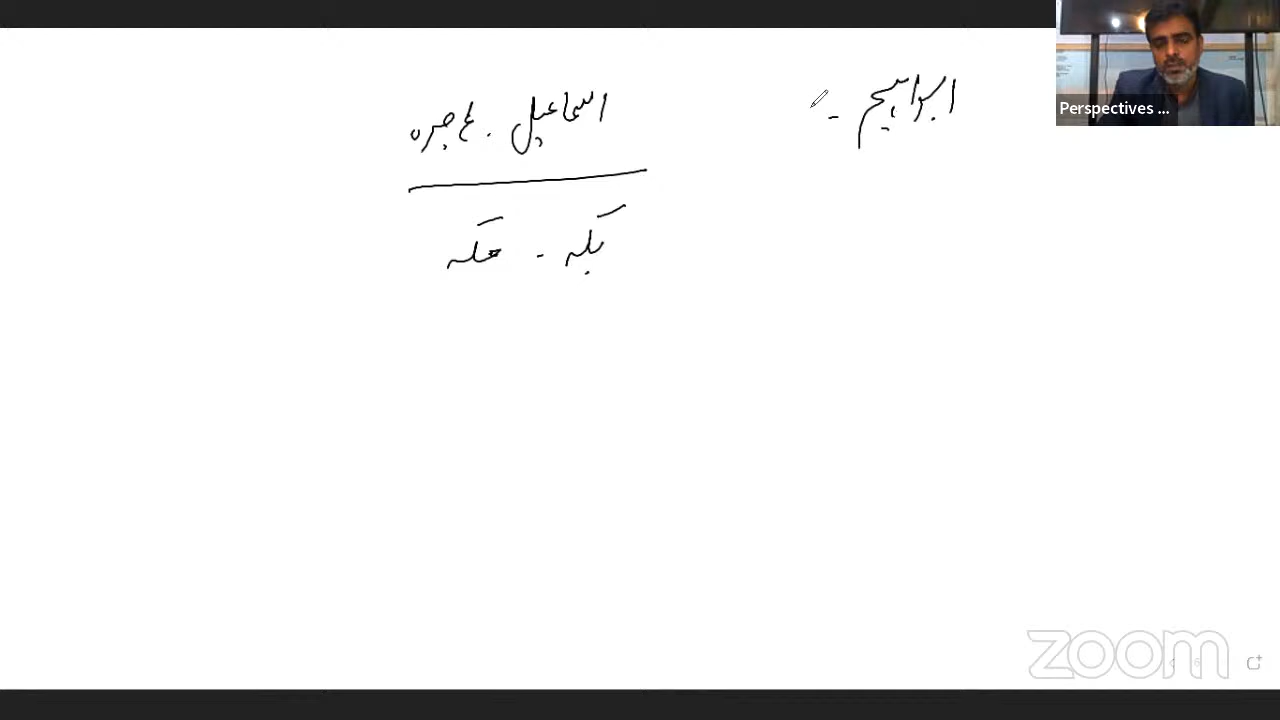 ابراہیم -
اسماعیل - ہاجرہ
بکہ - مکہ
Perspectives ...
zoom